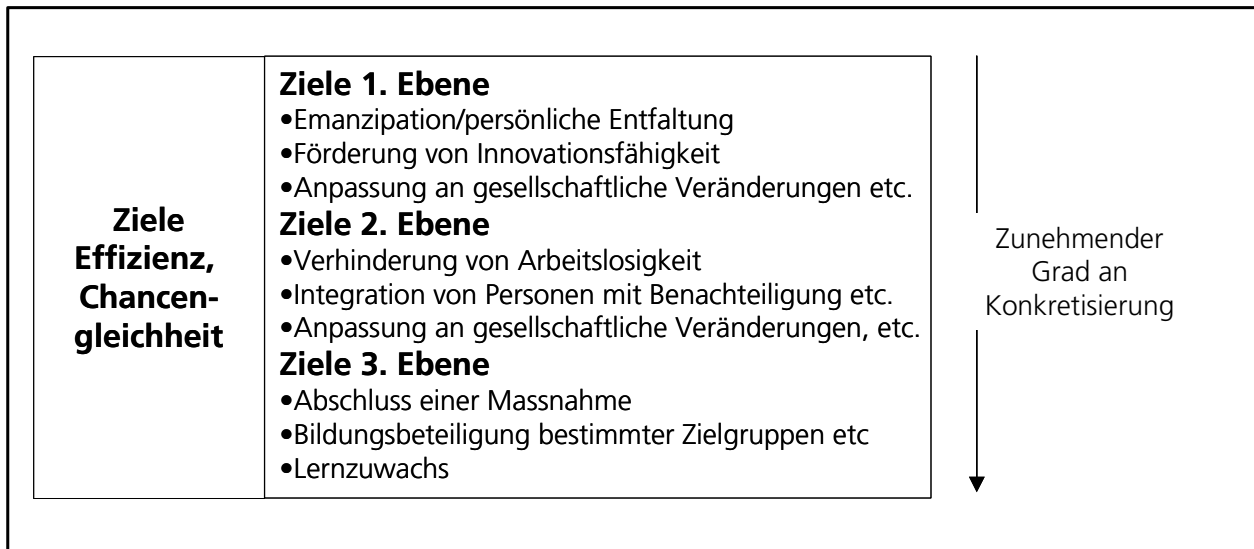 Ziele
Effizienz,
Chancen-
gleichheit
Ziele 1. Ebene
•Emanzipation/persönliche Entfaltung
•Förderung von Innovationsfähigkeit
•Anpassung an gesellschaftliche Veränderungen etc.
Ziele 2. Ebene
•Verhinderung von Arbeitslosigkeit
•Integration von Personen mit Benachteiligung etc.
•Anpassung an gesellschaftliche Veränderungen, etc.
Ziele 3. Ebene
•Abschluss einer Massnahme
•Bildungsbeteiligung bestimmter Zielgruppen etc
•Lernzuwachs
Zunehmender
Grad an
Konkretisierung